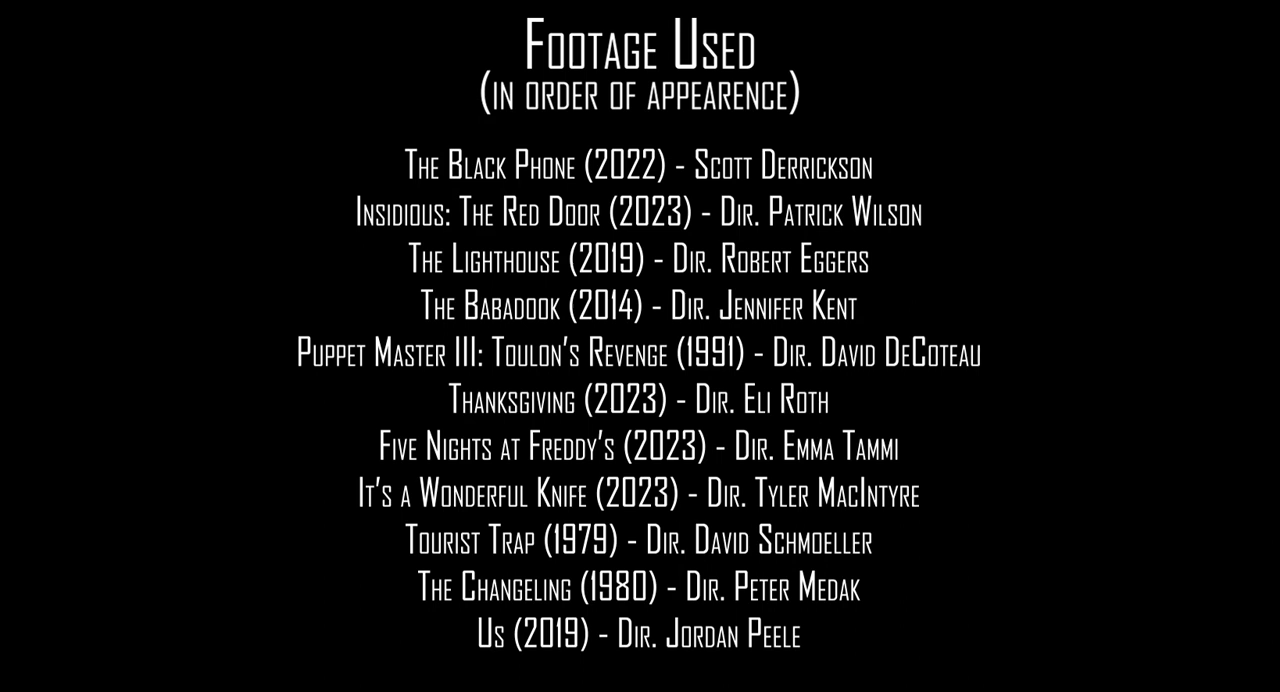 Footage Used
(in order of appearence)
The Black Phone (2022) - Scott Derrickson
Insidious: The Red Door (2023) - Dir. Patrick Wilson
The Lighthouse (2019) - Dir. Robert Eggers
The Babadook (2014) - Dir. Jennifer Kent
Puppet Master III: Toulon's Revenge (1991) - Dir. David DeCoteau
Thanksgiving (2023) - Dir. Eli Roth
Five Nights at Freddy's (2023) - Dir. Emma Tammi
It's a Wonderful Knife (2023) - Dir. Tyler MacIntyre
Tourist Trap (1979) - Dir. David Schmoeller
The Changeling (1980) - Dir. Peter Medak
Us (2019) - Dir. Jordan Peele